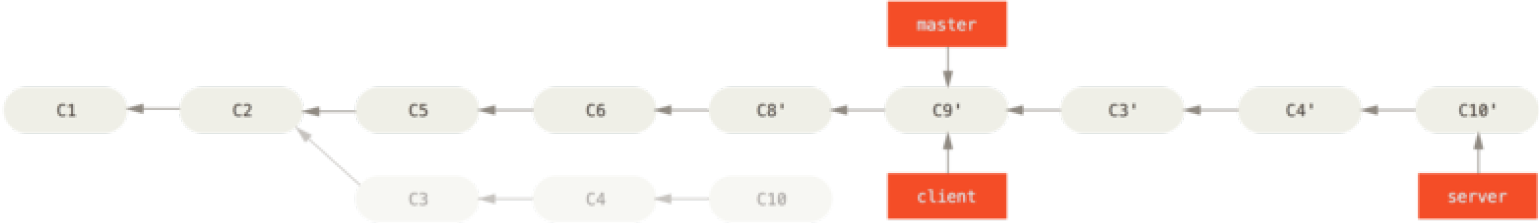 master
C1 C2 C5 C6 C8' C9' C3' C4' C10'
C3 C4 C10 client server